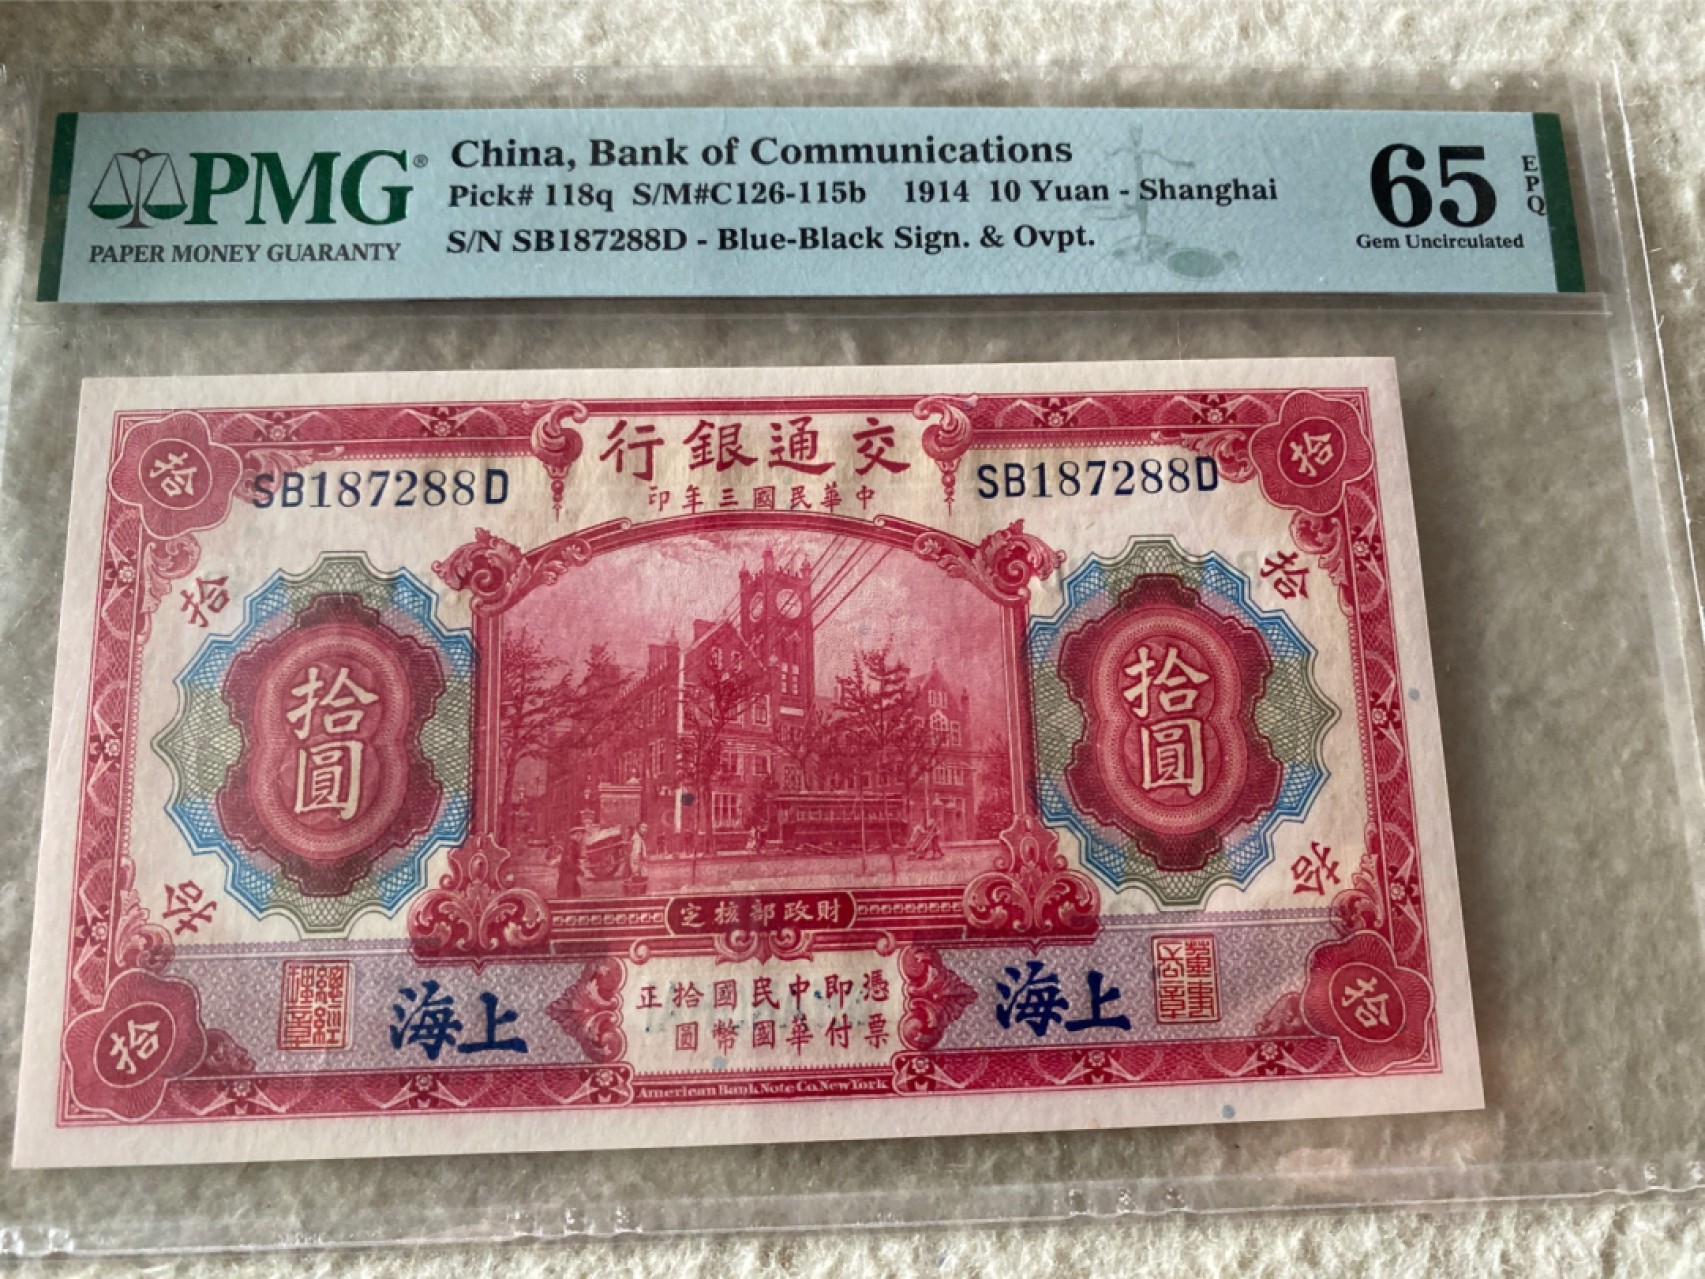 PMG®
PAPER MONEY GUARANTY
China, Bank of Communications
Pick# 118q S/M#C126-115b 1914 10 Yuan - Shanghai
S/N SB187288D - Blue-Black Sign. & Ovpt.
65
EPQ
Gem Uncirculated
拾
行銀通交
拾
SB187288D
SB187288D
印年三國民華中
拾
拾
拾圓
拾圓
拾
拾
定核部政財
海上
海上
正拾國民中即憑
圓幣國華付票
拾
拾
American Bank Note Co. New York